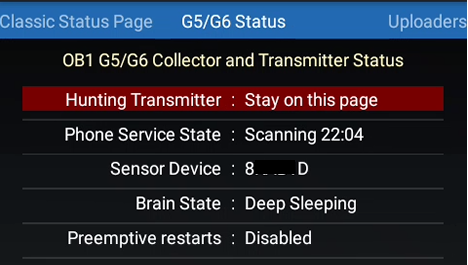 Classic Status Page G5/G6 Status Uploaders
OB1 G5/G6 Collector and Transmitter Status
Hunting Transmitter : Stay on this page
Phone Service State : Scanning 22:04
Sensor Device : 8 D
Brain State : Deep Sleeping
Preemptive restarts : Disabled